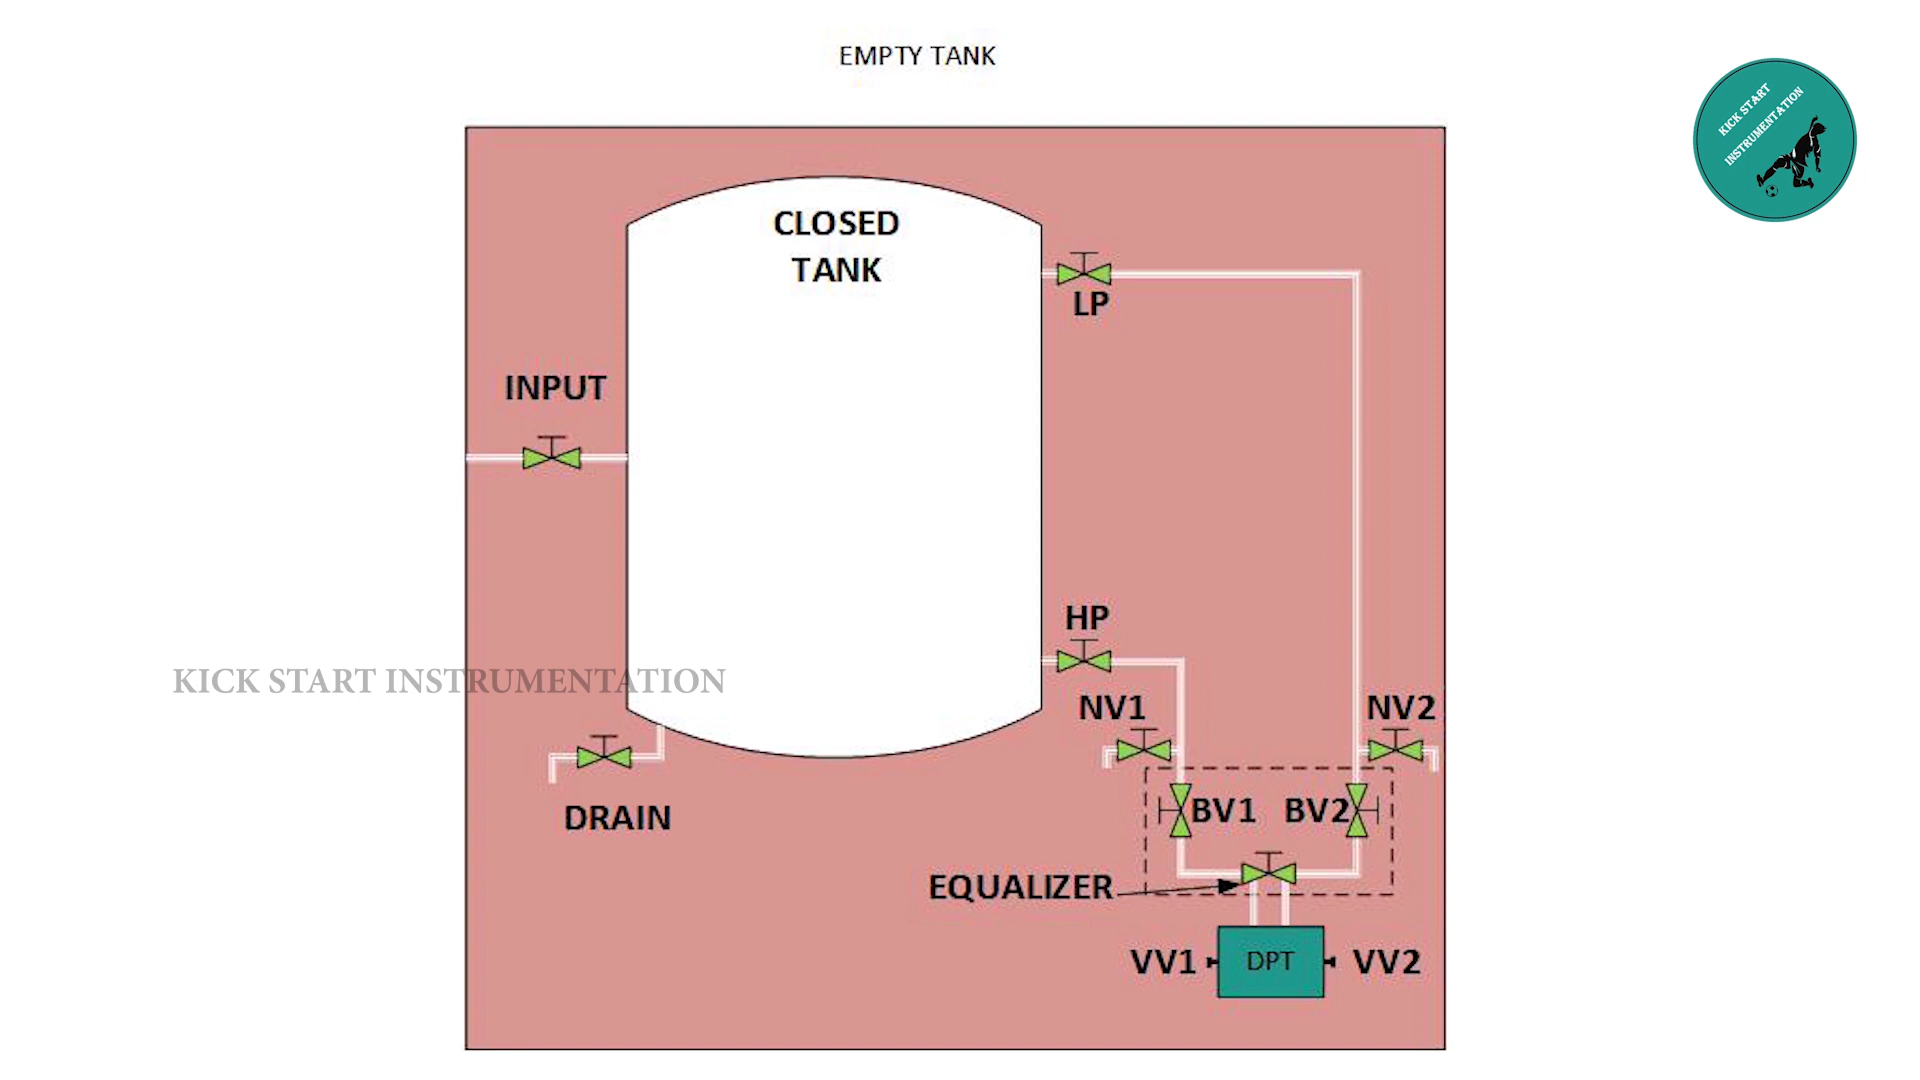 EMPTY TANK
KICK START
INSTRUMENTATION
CLOSED
TANK
LP
INPUT
HP
KICK START INSTRUMENTATION
NV1
NV2
BV1
BV2
DRAIN
EQUALIZER
VV1
DPT
VV2